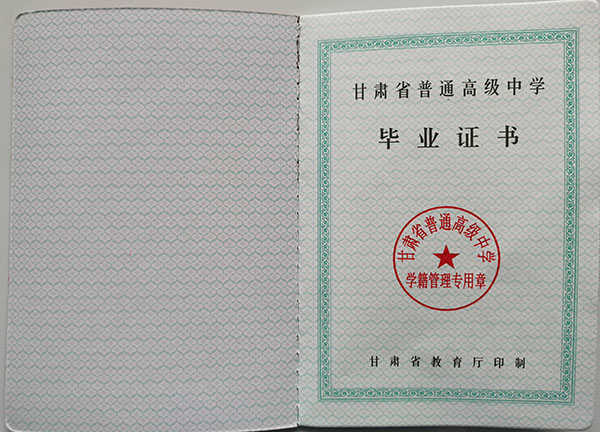 甘肃省普通高级中学
毕业证书
甘肃省普通高级中学
学籍管理专用章
甘肃省教育厅印制